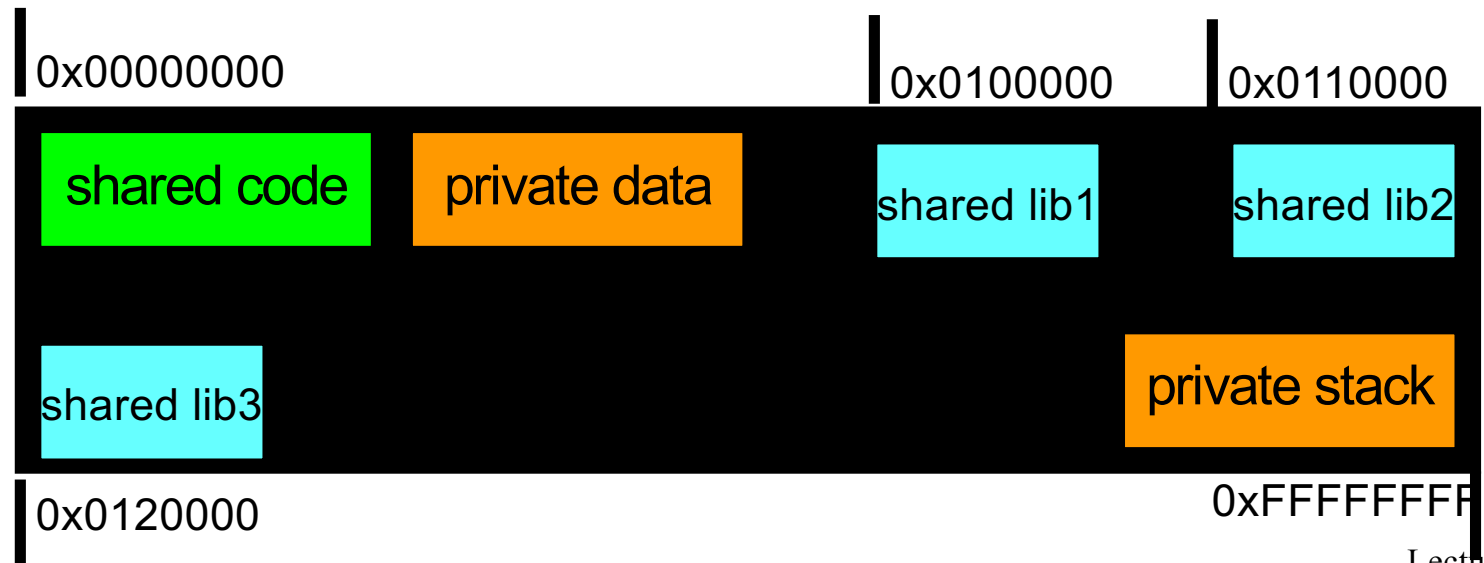 0x00000000
0x0100000
0x0110000
shared code
private data
shared lib1
shared lib2
shared lib3
private stack
0x0120000
0xFFFFFFFF